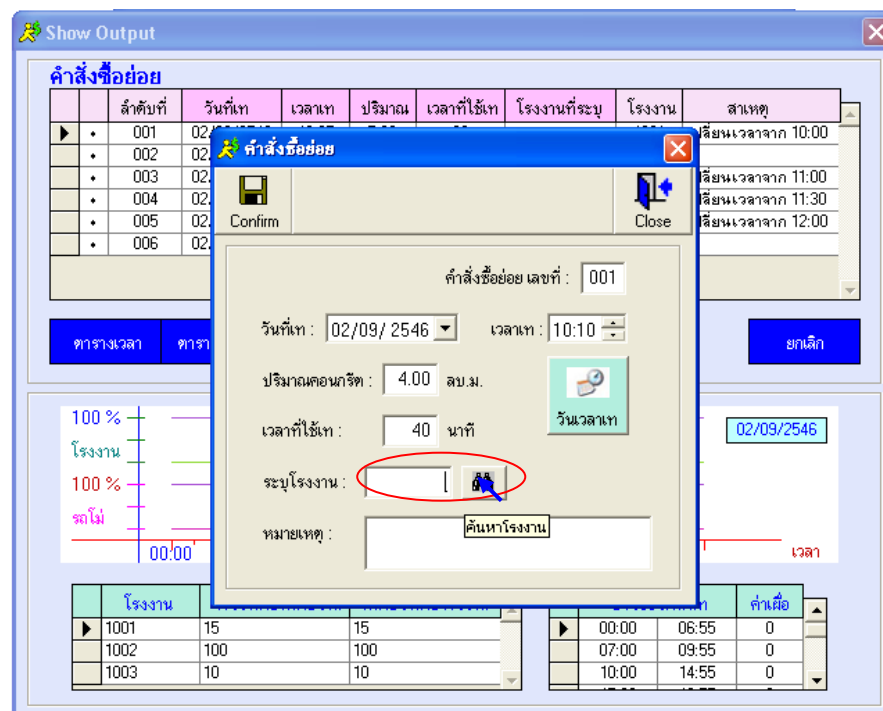 Show Output
คำสั่งซื้อย่อย
ลำดับที่ วันที่เท เวลาเท ปริมาณ เวลาที่ใช้เท โรงงานที่ระบุ โรงงาน สาเหตุ
001 ลี่ยนเวลาจาก 10:00
002 02.
003 02. ลี่ยนเวลาจาก 11:00
004 02. ลี่ยนเวลาจาก 11:30
005 02. ลี่ยนเวลาจาก 12:00
006 02.
คำสั่งซื้อย่อย
Confirm Close
คำสั่งซื้อย่อย เลขที่ : 001
วันที่เท : 02/09/ 2546 เวลาเท : 10:10
ปริมาณคอนกรีต : 4.00 ลบ.ม.
เวลาที่ใช้เท : 40 นาที วันเวลาเท
ระบุโรงงาน :
ค้นหาโรงงาน
หมายเหตุ :
ตารางเวลา ตารา ยกเลิก
100 % 02/09/2546
โรงงาน
100 %
รถโม่
00:00 เวลา
โรงงาน ค่าเผื่อ
1001 15 15 00:00 06:55 0
1002 100 100 07:00 09:55 0
1003 10 10 10:00 14:55 0